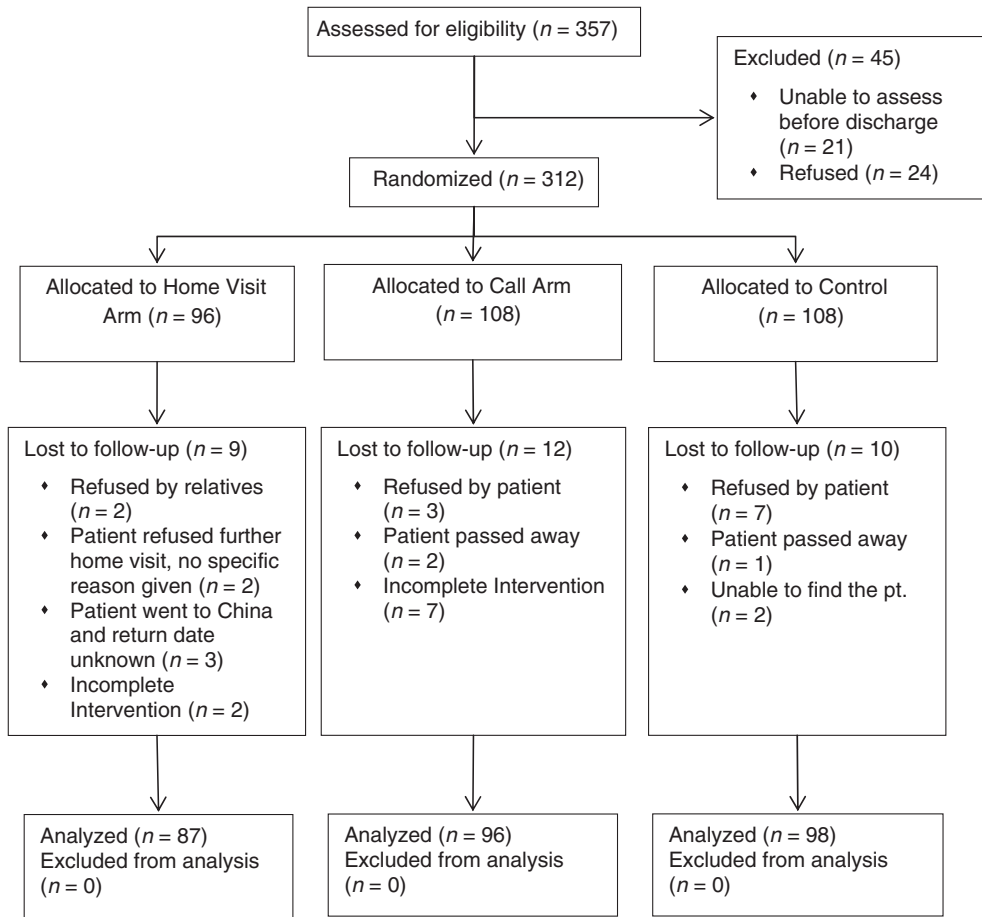 Assessed for eligibility (n = 357)
Excluded (n = 45)
♦ Unable to assess
before discharge
(n = 21)
♦ Refused (n = 24)
Randomized (n = 312)
Allocated to Home Visit
Arm (n = 96)
Allocated to Call Arm
(n = 108)
Allocated to Control
(n = 108)
Lost to follow-up (n = 9)
♦ Refused by relatives
(n = 2)
♦ Patient refused further
home visit, no specific
reason given (n = 2)
♦ Patient went to China
and return date
unknown (n = 3)
♦ Incomplete
Intervention (n = 2)
Lost to follow-up (n = 12)
♦ Refused by patient
(n = 3)
♦ Patient passed away
(n = 2)
♦ Incomplete Intervention
(n = 7)
Lost to follow-up (n = 10)
♦ Refused by patient
(n = 7)
♦ Patient passed away
(n = 1)
♦ Unable to find the pt.
(n = 2)
Analyzed (n = 87)
Excluded from analysis
(n = 0)
Analyzed (n = 96)
Excluded from analysis
(n = 0)
Analyzed (n = 98)
Excluded from analysis
(n = 0)